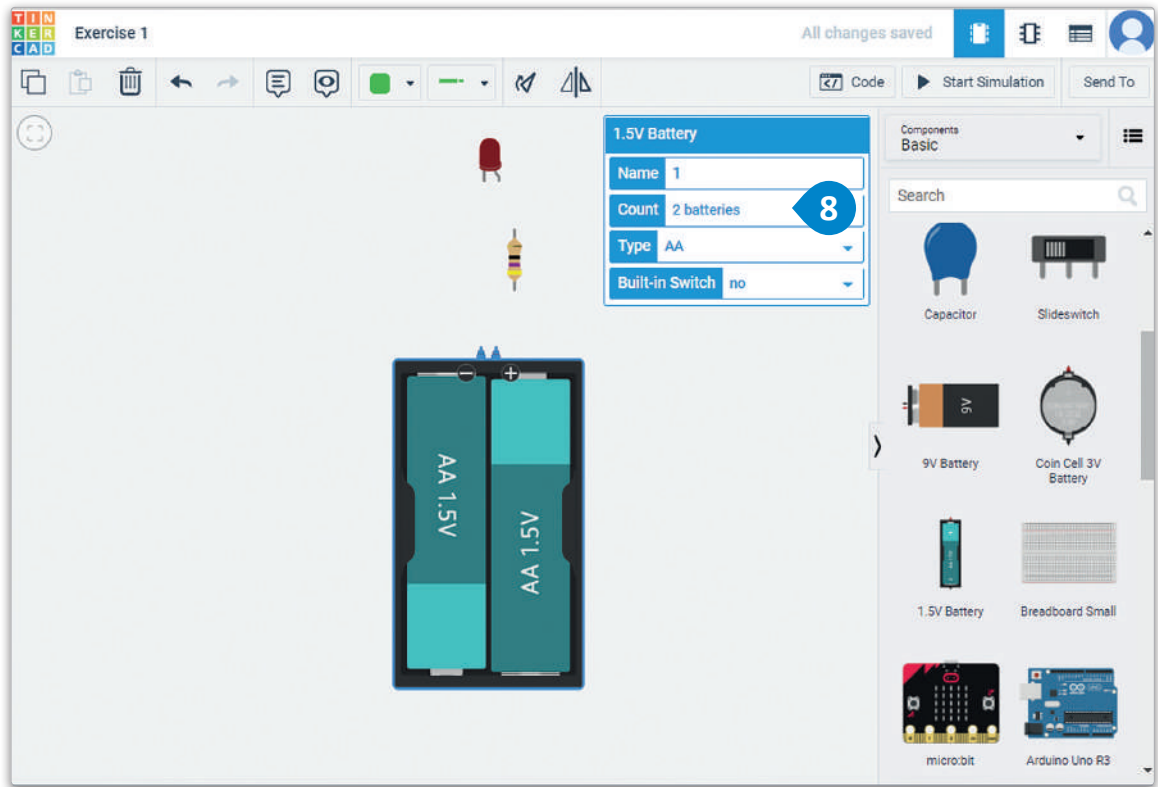 TIN
KER
CAD
Exercise 1
All changes saved
Code
Start Simulation
Send To
1.5V Battery
Name 1
Count 2 batteries
8
Type AA
Built-in Switch no
Components
Basic
Search
Capacitor
Slideswitch
9V
9V Battery
Coin Cell 3V
Battery
AA 1.5V
AA 1.5V
1.5V Battery
Breadboard Small
micro:bit
Arduino Uno R3